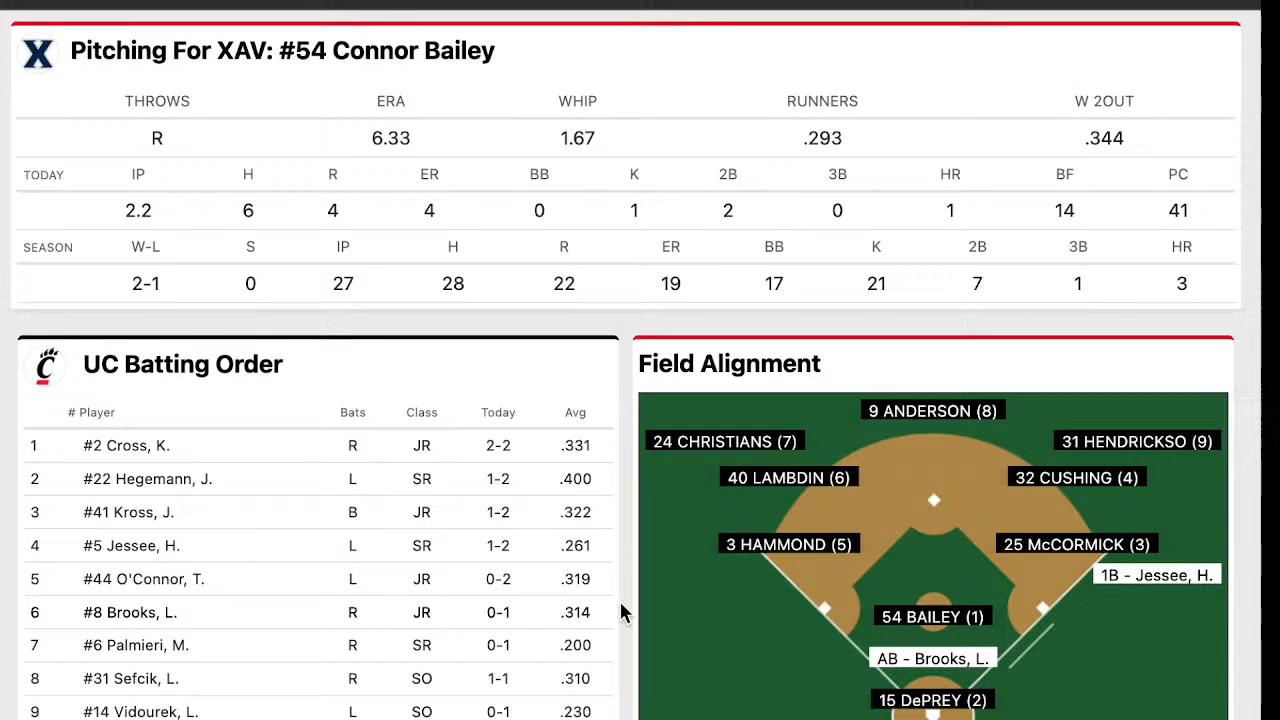 X Pitching For XAV: #54 Connor Bailey
THROWS ERA WHIP RUNNERS W 2OUT
R 6.33 1.67 .293 .344
TODAY IP H R ER BB K 2B 3B HR BF PC
2.2 6 4 4 0 1 2 0 1 14 41
SEASON W-L S IP H R ER BB K 2B 3B HR
2-1 0 27 28 22 19 17 21 7 1 3
C UC Batting Order
# Player Bats Class Today Avg
1 #2 Cross, K. R JR 2-2 .331
2 #22 Hegemann, J. L SR 1-2 .400
3 #41 Kross, J. B JR 1-2 .322
4 #5 Jessee, H. L SR 1-2 .261
5 #44 O'Connor, T. L JR 0-2 .319
6 #8 Brooks, L. R JR 0-1 .314
7 #6 Palmieri, M. R SR 0-1 .200
8 #31 Sefcik, L. R SO 1-1 .310
9 #14 Vidourek, L. L SO 0-1 .230
Field Alignment
9 ANDERSON (8)
24 CHRISTIANS (7) 31 HENDRICKSO (9)
40 LAMBDIN (6) 32 CUSHING (4)
3 HAMMOND (5) 25 McCORMICK (3)
1B - Jessee, H.
54 BAILEY (1)
AB - Brooks, L.
15 DePREY (2)